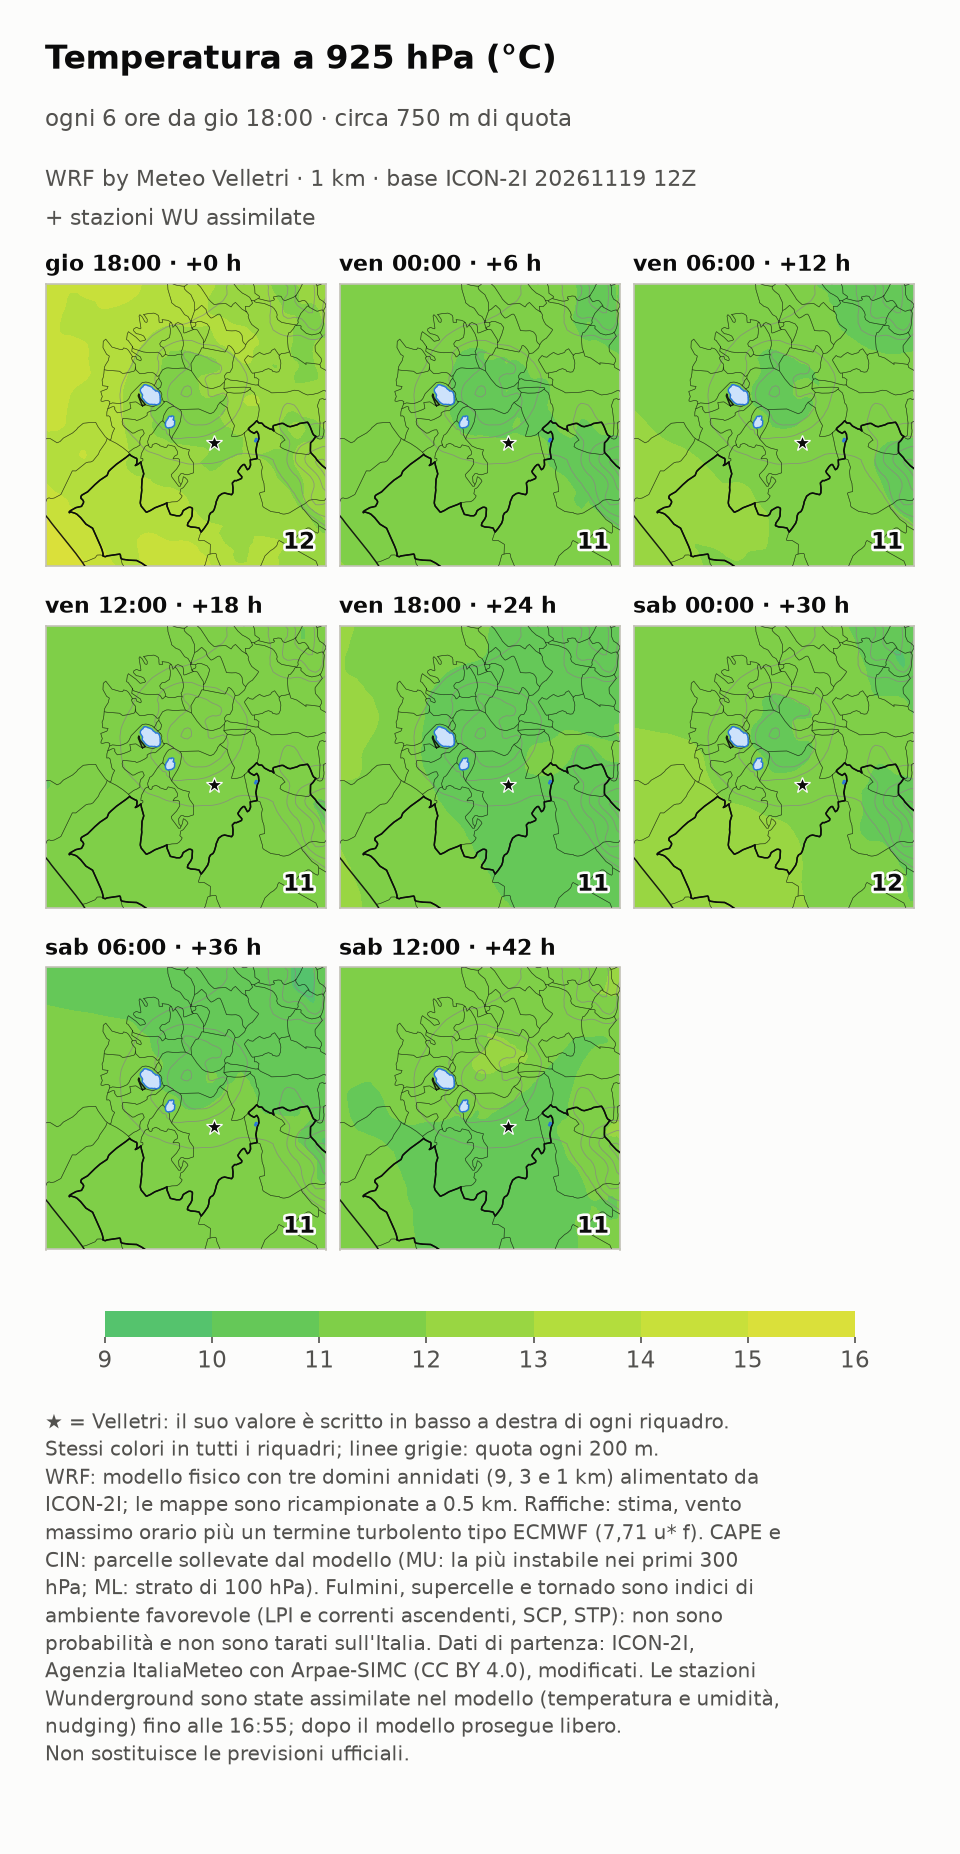 Temperatura a 925 hPa (°C)
ogni 6 ore da gio 18:00 · circa 750 m di quota
WRF by Meteo Velletri · 1 km · base ICON-2I 20261119 12Z
+ stazioni WU assimilate
gio 18:00 · +0 h
ven 00:00 · +6 h
ven 06:00 · +12 h
12
11
11
ven 12:00 · +18 h
ven 18:00 · +24 h
sab 00:00 · +30 h
11
11
12
sab 06:00 · +36 h
sab 12:00 · +42 h
11
11
9 10 11 12 13 14 15 16
★ = Velletri: il suo valore è scritto in basso a destra di ogni riquadro.
Stessi colori in tutti i riquadri; linee grigie: quota ogni 200 m.
WRF: modello fisico con tre domini annidati (9, 3 e 1 km) alimentato da
ICON-2I; le mappe sono ricampionate a 0.5 km. Raffiche: stima, vento
massimo orario più un termine turbolento tipo ECMWF (7,71 u* f). CAPE e
CIN: parcelle sollevate dal modello (MU: la più instabile nei primi 300
hPa; ML: strato di 100 hPa). Fulmini, supercelle e tornado sono indici di
ambiente favorevole (LPI e correnti ascendenti, SCP, STP): non sono
probabilità e non sono tarati sull'Italia. Dati di partenza: ICON-2I,
Agenzia ItaliaMeteo con Arpae-SIMC (CC BY 4.0), modificati. Le stazioni
Wunderground sono state assimilate nel modello (temperatura e umidità,
nudging) fino alle 16:55; dopo il modello prosegue libero.
Non sostituisce le previsioni ufficiali.